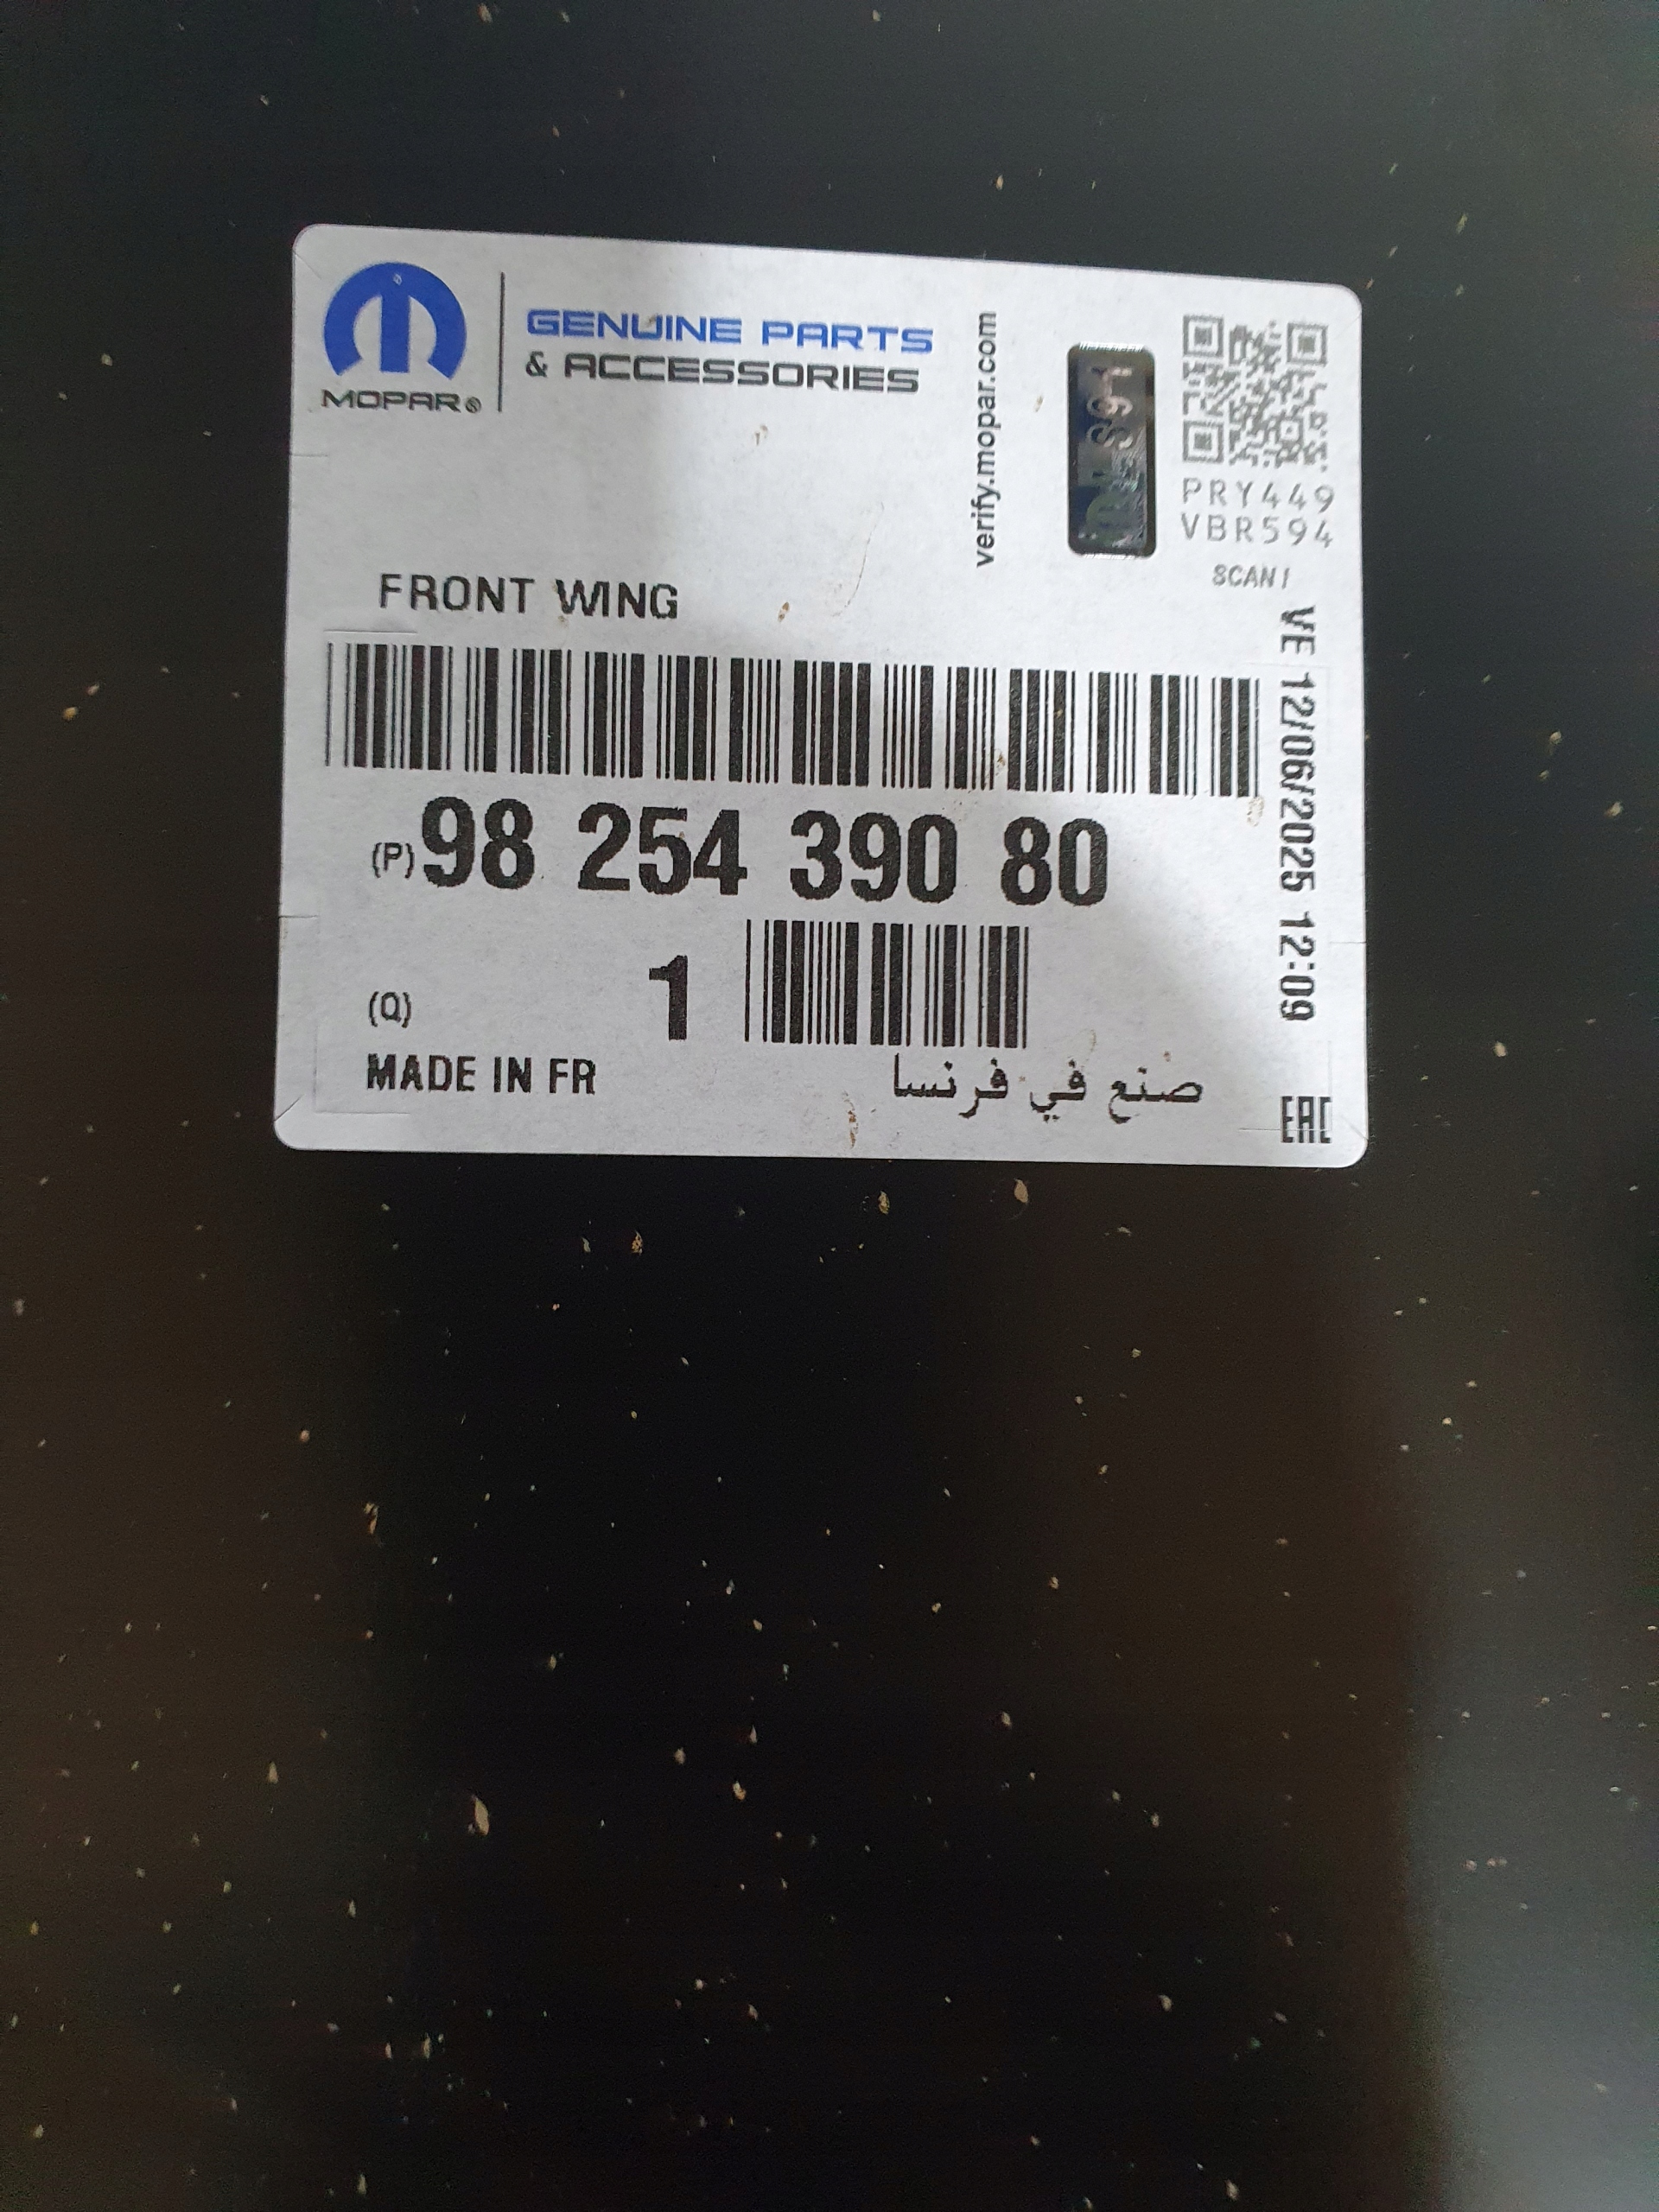 MOPAR®
GENUINE PARTS
& ACCESSORIES
verify.mopar.com
PRY449
VBR594
SCAN!
FRONT WING
VE 12/06/2025 12:09
(P) 98 254 390 80
(Q) 1
MADE IN FR
صنع في فرنسا
EAC